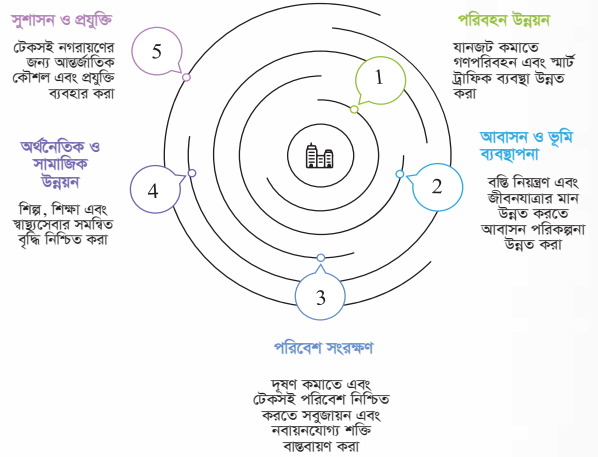 1
পরিবহন উন্নয়ন
যানজট কমাতে
গণপরিবহন এবং স্মার্ট
ট্রাফিক ব্যবস্থা উন্নত
করা
2
আবাসন ও ভূমি
ব্যবস্থাপনা
বস্তি নিয়ন্ত্রণ এবং
জীবনযাত্রার মান
উন্নত করতে
আবাসন পরিকল্পনা
উন্নত করা
3
পরিবেশ সংরক্ষণ
দূষণ কমাতে এবং
টেকসই পরিবেশ নিশ্চিত
করতে সবুজায়ন এবং
নবায়নযোগ্য শক্তি
বাস্তবায়ণ করা
4
অর্থনৈতিক ও
সামাজিক
উন্নয়ন
শিল্প, শিক্ষা এবং
স্বাস্থ্যসেবার সমন্বিত
বৃদ্ধি নিশ্চিত করা
5
সুশাসন ও প্রযুক্তি
টেকসই নগরায়ণের
জন্য আন্তর্জাতিক
কৌশল এবং প্রযুক্তি
ব্যবহার করা